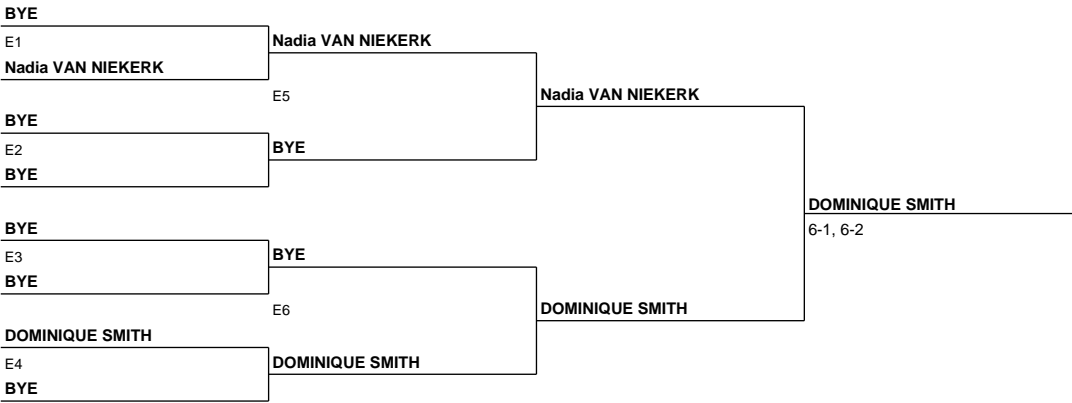 BYE
E1
Nadia VAN NIEKERK
Nadia VAN NIEKERK
E5
Nadia VAN NIEKERK
BYE
E2
BYE
BYE
DOMINIQUE SMITH
6-1, 6-2
BYE
E3
BYE
BYE
E6
DOMINIQUE SMITH
DOMINIQUE SMITH
E4
DOMINIQUE SMITH
BYE